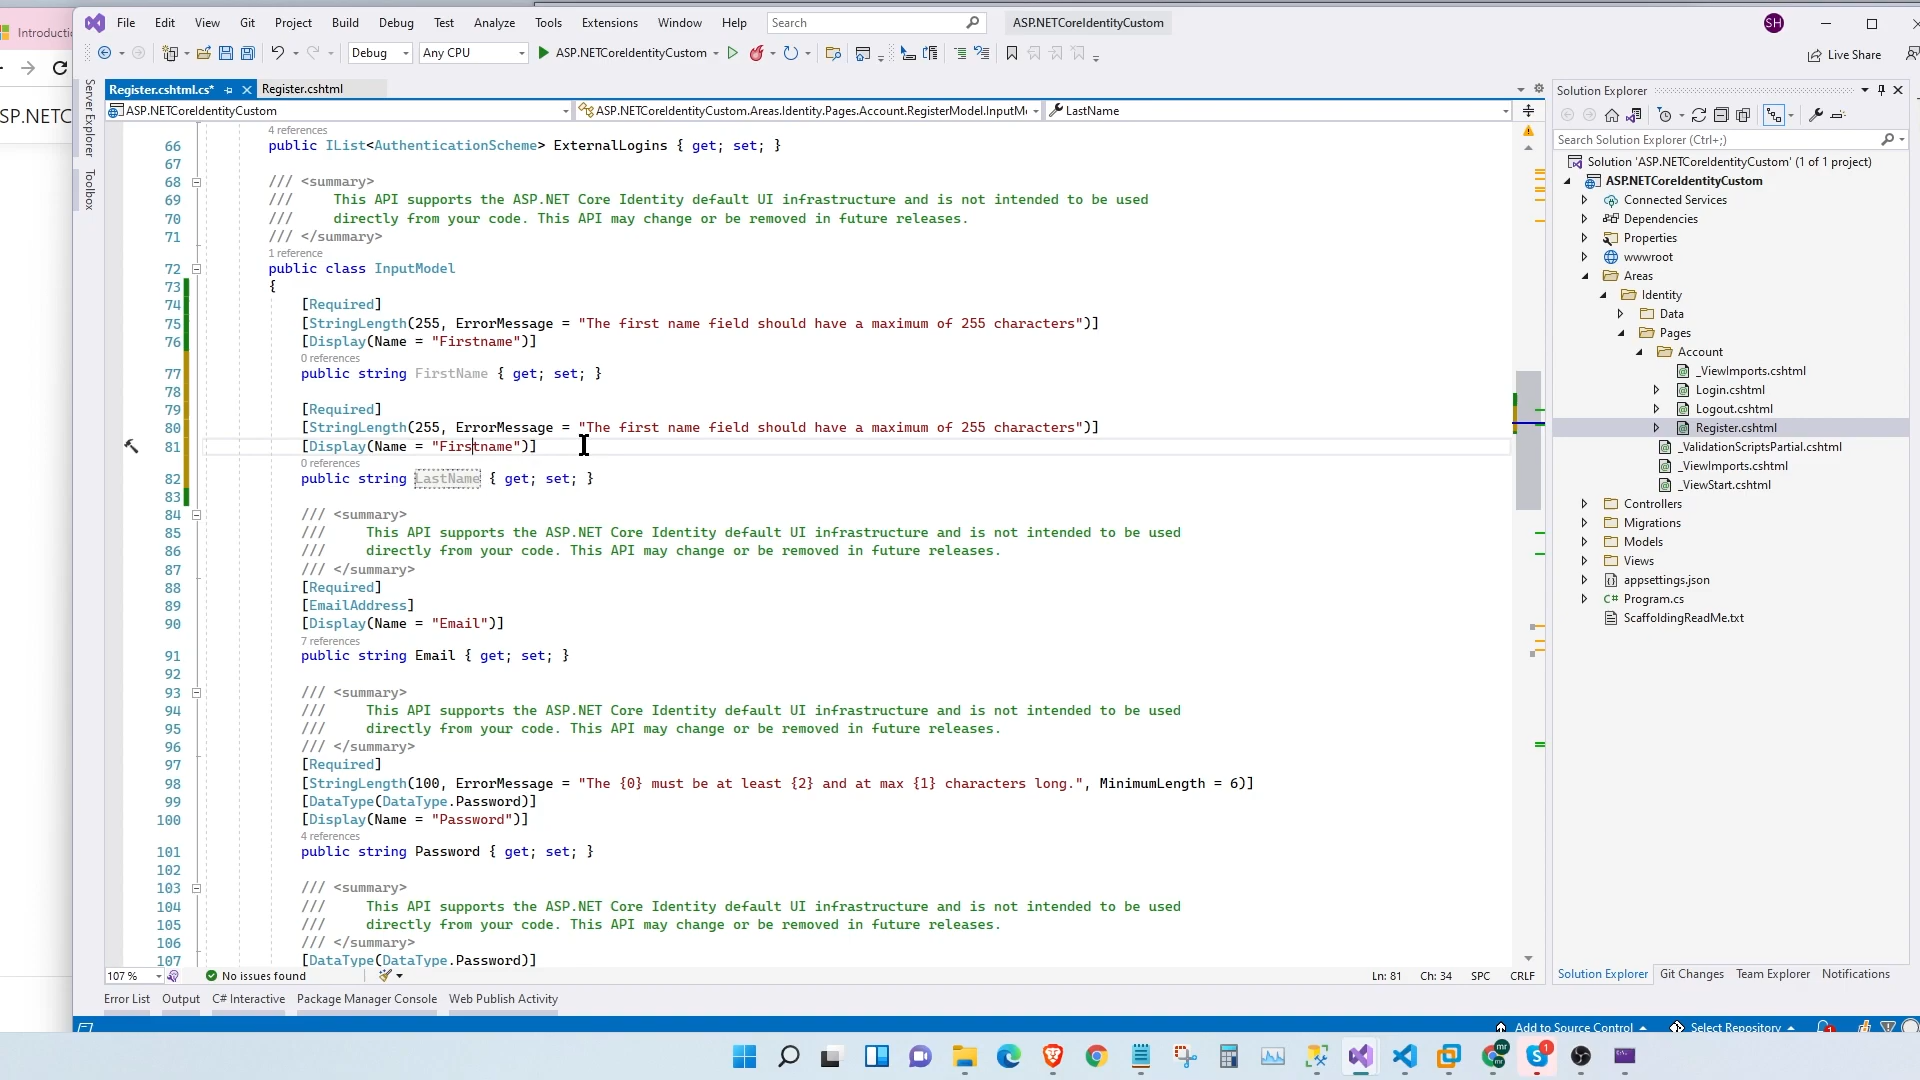 Introductic
File Edit View Git Project Build Debug Test Analyze Tools Extensions Window Help Search ASP.NETCoreIdentityCustom SH
Debug Any CPU ASP.NETCoreIdentityCustom Live Share
SP.NETC
Server Explorer
Toolbox
Register.cshtml.cs* Register.cshtml
ASP.NETCoreIdentityCustom ASP.NETCoreIdentityCustom.Areas.Identity.Pages.Account.RegisterModel.InputM LastName
4 references
66 public IList<AuthenticationScheme> ExternalLogins { get; set; }
67
68 /// <summary>
69 /// This API supports the ASP.NET Core Identity default UI infrastructure and is not intended to be used
70 /// directly from your code. This API may change or be removed in future releases.
71 /// </summary>
1 reference
72 public class InputModel
73 {
74 [Required]
75 [StringLength(255, ErrorMessage = "The first name field should have a maximum of 255 characters")]
76 [Display(Name = "Firstname")]
0 references
77 public string FirstName { get; set; }
78
79 [Required]
80 [StringLength(255, ErrorMessage = "The first name field should have a maximum of 255 characters")]
81 [Display(Name = "Firstname")]
0 references
82 public string LastName { get; set; }
83
84 /// <summary>
85 /// This API supports the ASP.NET Core Identity default UI infrastructure and is not intended to be used
86 /// directly from your code. This API may change or be removed in future releases.
87 /// </summary>
88 [Required]
89 [EmailAddress]
90 [Display(Name = "Email")]
7 references
91 public string Email { get; set; }
92
93 /// <summary>
94 /// This API supports the ASP.NET Core Identity default UI infrastructure and is not intended to be used
95 /// directly from your code. This API may change or be removed in future releases.
96 /// </summary>
97 [Required]
98 [StringLength(100, ErrorMessage = "The {0} must be at least {2} and at max {1} characters long.", MinimumLength = 6)]
99 [DataType(DataType.Password)]
100 [Display(Name = "Password")]
4 references
101 public string Password { get; set; }
102
103 /// <summary>
104 /// This API supports the ASP.NET Core Identity default UI infrastructure and is not intended to be used
105 /// directly from your code. This API may change or be removed in future releases.
106 /// </summary>
107 [DataType(DataType.Password)]
107 % No issues found Ln: 81 Ch: 34 SPC CRLF
Error List Output C# Interactive Package Manager Console Web Publish Activity
Solution Explorer
Search Solution Explorer (Ctrl+;)
Solution 'ASP.NETCoreIdentityCustom' (1 of 1 project)
ASP.NETCoreIdentityCustom
Connected Services
Dependencies
Properties
wwwroot
Areas
Identity
Data
Pages
Account
_ViewImports.cshtml
Login.cshtml
Logout.cshtml
Register.cshtml
_ValidationScriptsPartial.cshtml
_ViewImports.cshtml
_ViewStart.cshtml
Controllers
Migrations
Models
Views
appsettings.json
C# Program.cs
ScaffoldingReadMe.txt
Solution Explorer Git Changes Team Explorer Notifications
Add to Source Control Select Repository 1
mr 1